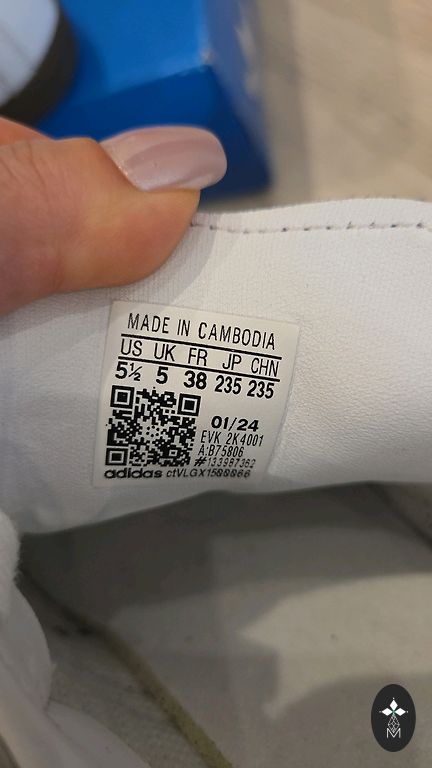 MADE IN CAMBODIA
US UK FR JP CHN
5½ 5 38 235 235
01/24
EVK 2K4001
A:B75806
#133987362
adidas ctVLGX1500066